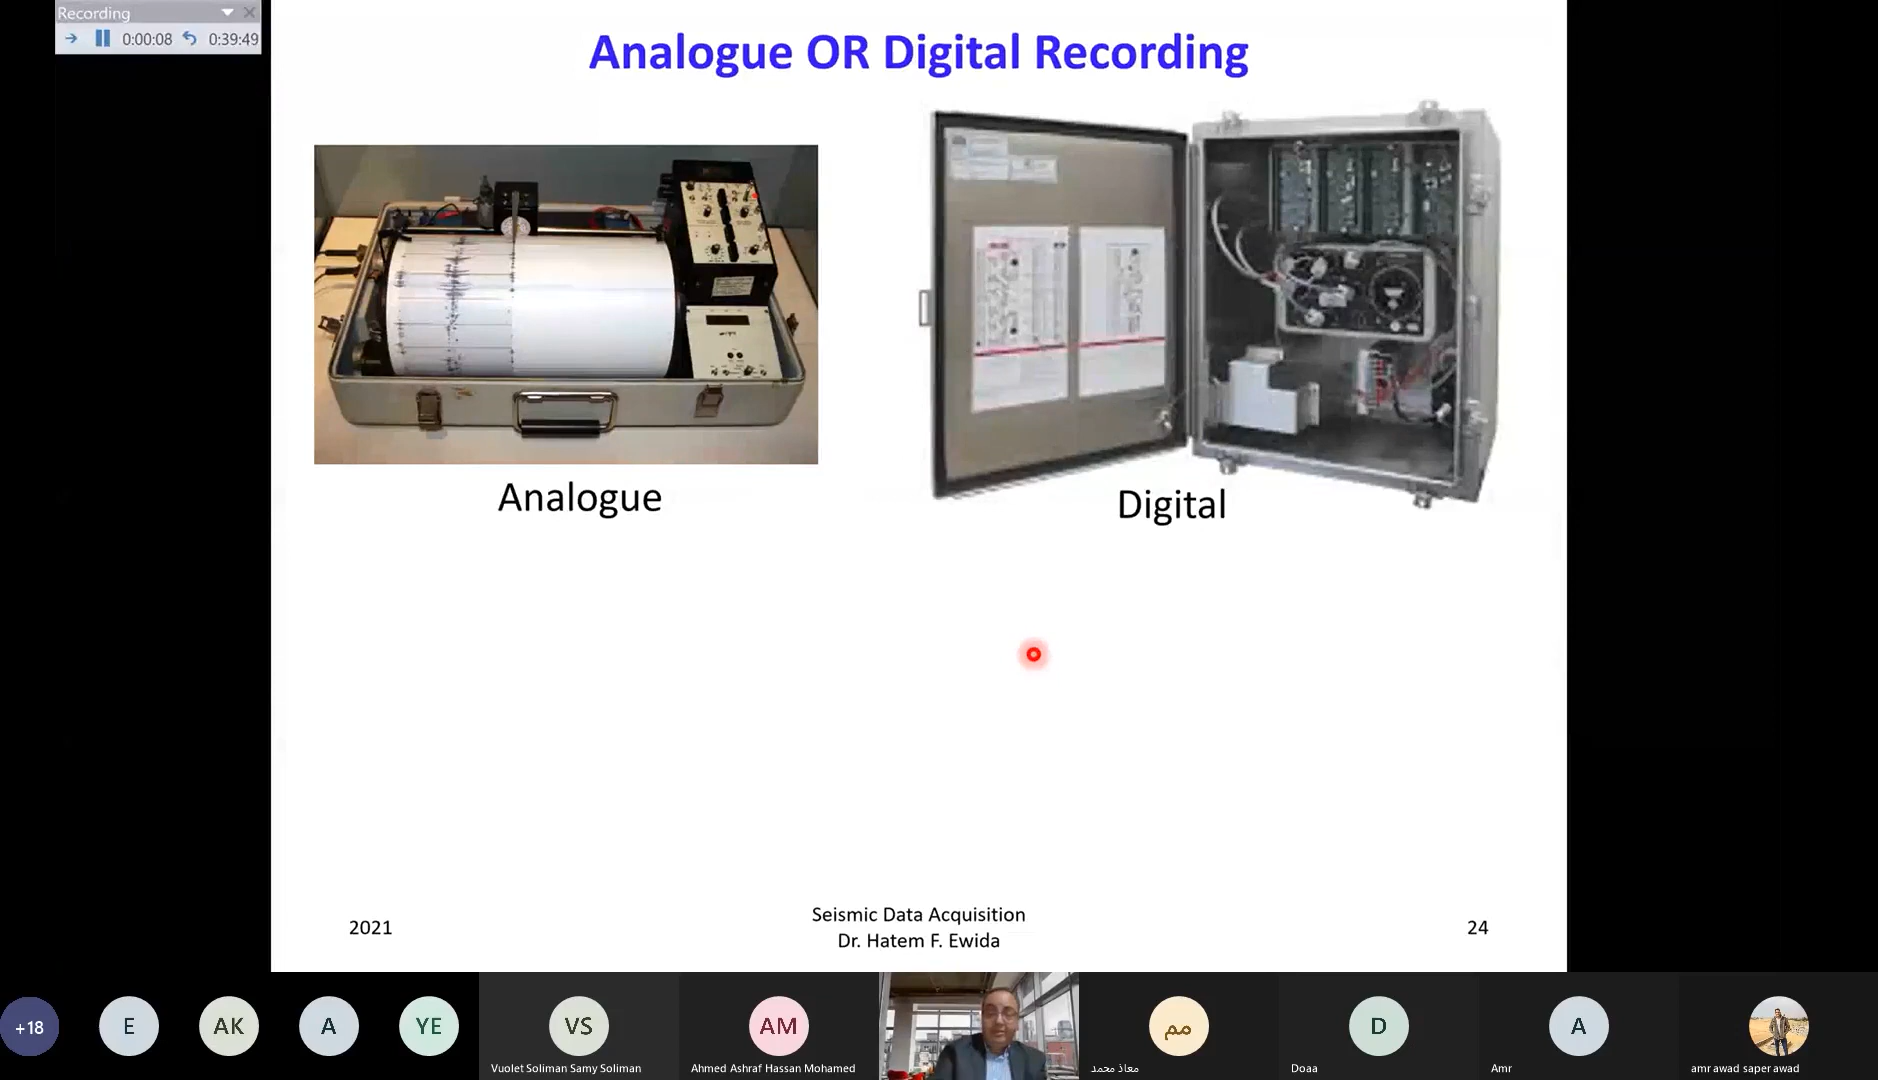 Recording
0:00:08 0:39:49
Analogue OR Digital Recording
Analogue
Digital
2021
Seismic Data Acquisition
Dr. Hatem F. Ewida
24
+18
E
AK
A
YE
VS
AM
مم
D
A
Vuolet Soliman Samy Soliman
Ahmed Ashraf Hassan Mohamed
معاذ محمد
Doaa
Amr
amr awad saper awad